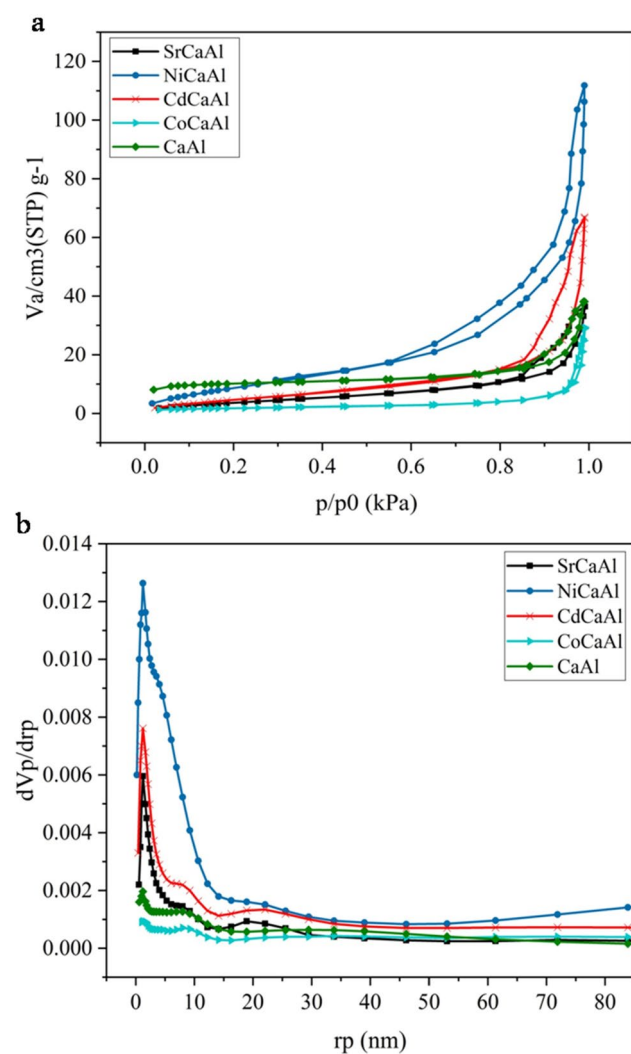 a
SrCaAl
NiCaAl
CdCaAl
CoCaAl
CaAl
120
100
80
60
40
20
0
Va/cm3(STP) g-1
0.0 0.2 0.4 0.6 0.8 1.0
p/p0 (kPa)
b
SrCaAl
NiCaAl
CdCaAl
CoCaAl
CaAl
0.014
0.012
0.010
0.008
0.006
0.004
0.002
0.000
dVp/drp
0 10 20 30 40 50 60 70 80
rp (nm)